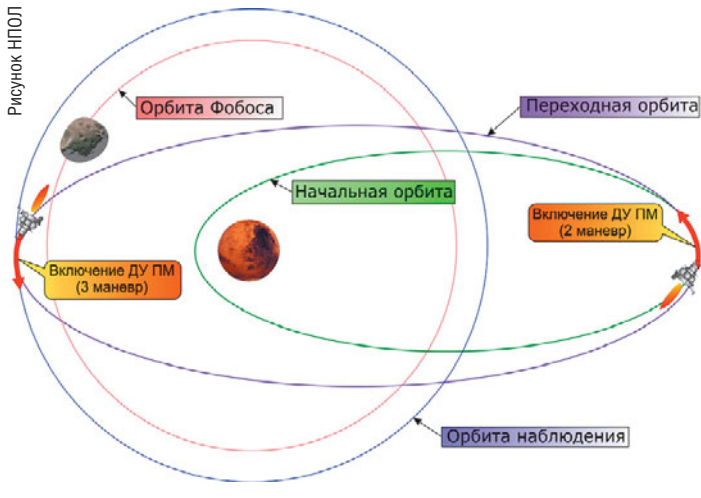 Рисунок НПОЛ
Орбита Фобоса
Переходная орбита
Начальная орбита
Включение ДУ ПМ
(2 маневр)
Включение ДУ ПМ
(3 маневр)
Орбита наблюдения